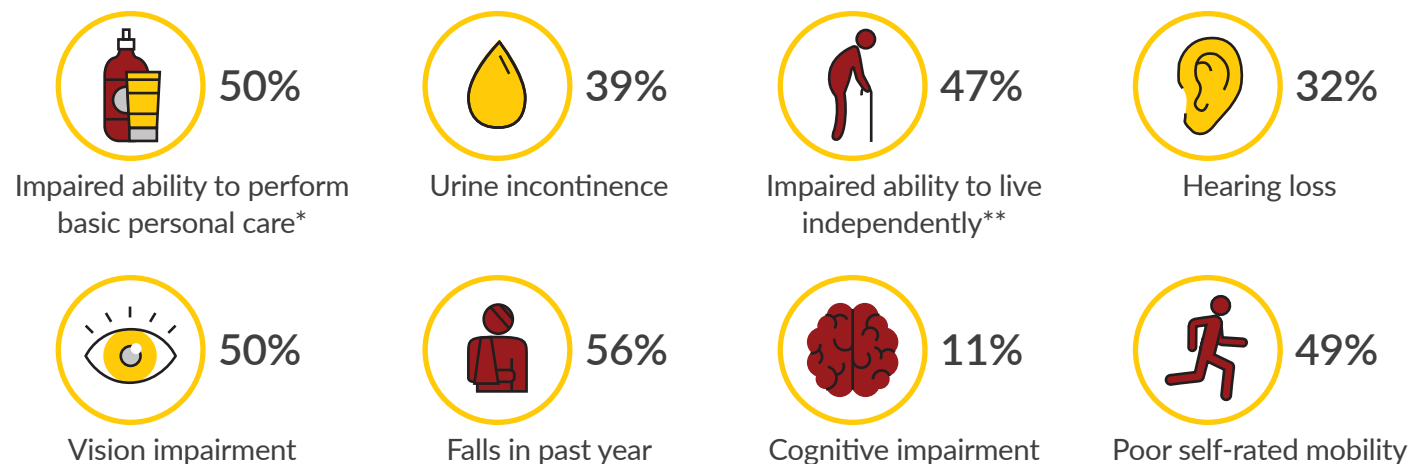 50%
Impaired ability to perform
basic personal care*
39%
Urine incontinence
47%
Impaired ability to live
independently**
32%
Hearing loss
50%
Vision impairment
56%
Falls in past year
11%
Cognitive impairment
49%
Poor self-rated mobility